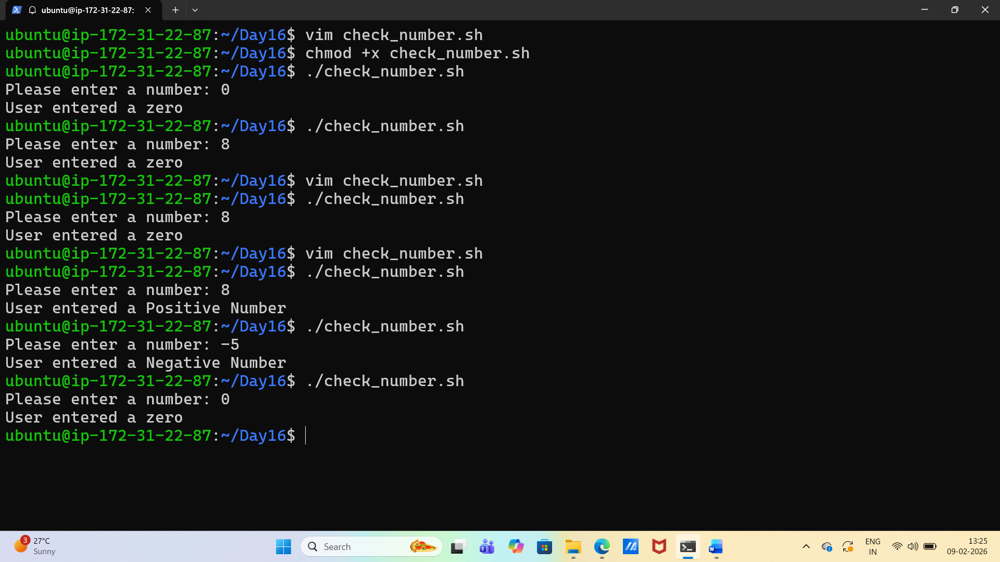 ubuntu@ip-172-31-22-87:
ubuntu@ip-172-31-22-87:~/Day16$ vim check_number.sh
ubuntu@ip-172-31-22-87:~/Day16$ chmod +x check_number.sh
ubuntu@ip-172-31-22-87:~/Day16$ ./check_number.sh
Please enter a number: 0
User entered a zero
ubuntu@ip-172-31-22-87:~/Day16$ ./check_number.sh
Please enter a number: 8
User entered a zero
ubuntu@ip-172-31-22-87:~/Day16$ vim check_number.sh
ubuntu@ip-172-31-22-87:~/Day16$ ./check_number.sh
Please enter a number: 8
User entered a zero
ubuntu@ip-172-31-22-87:~/Day16$ vim check_number.sh
ubuntu@ip-172-31-22-87:~/Day16$ ./check_number.sh
Please enter a number: 8
User entered a Positive Number
ubuntu@ip-172-31-22-87:~/Day16$ ./check_number.sh
Please enter a number: -5
User entered a Negative Number
ubuntu@ip-172-31-22-87:~/Day16$ ./check_number.sh
Please enter a number: 0
User entered a zero
ubuntu@ip-172-31-22-87:~/Day16$
3
27°C
Sunny
Search
ENG
IN
13:25
09-02-2026